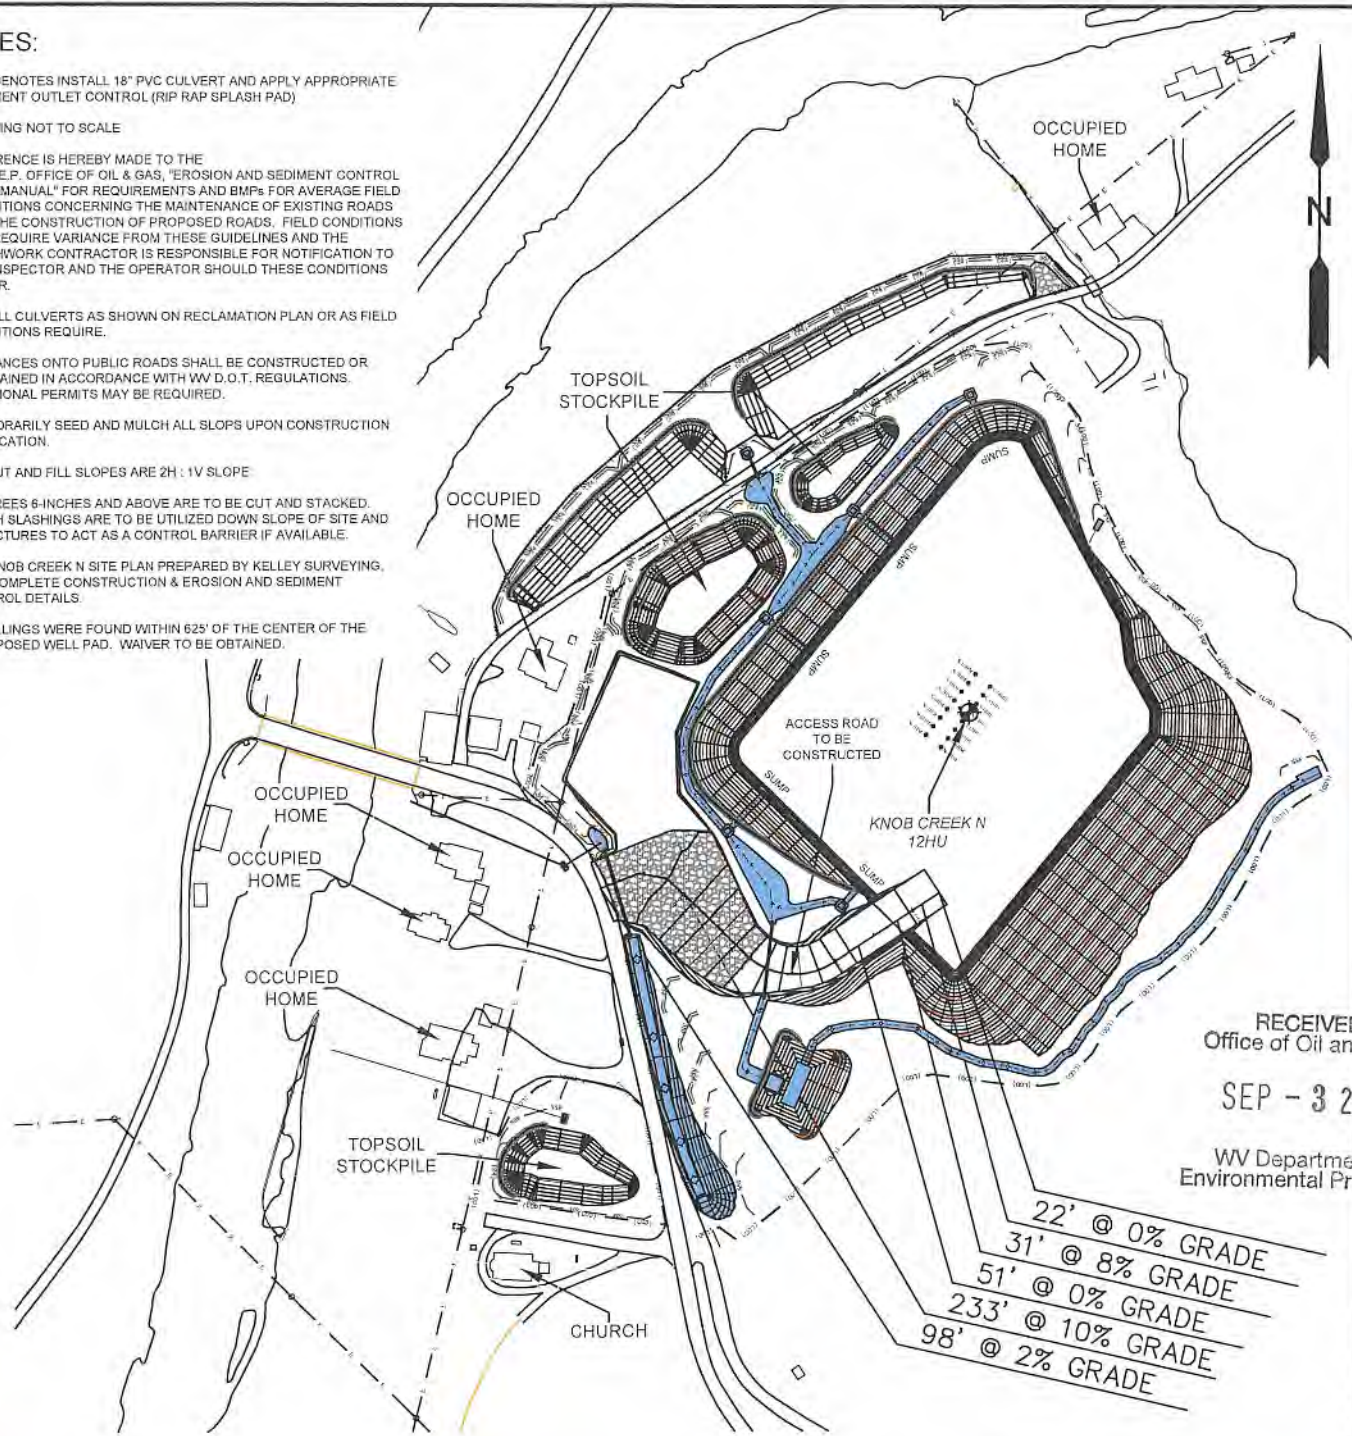 ES:
ENOTES INSTALL 18" PVC CULVERT AND APPLY APPROPRIATE
MENT OUTLET CONTROL (RIP RAP SPLASH PAD)
ING NOT TO SCALE
RENCE IS HEREBY MADE TO THE
E.P. OFFICE OF OIL & GAS, "EROSION AND SEDIMENT CONTROL
MANUAL" FOR REQUIREMENTS AND BMPs FOR AVERAGE FIELD
ITIONS CONCERNING THE MAINTENANCE OF EXISTING ROADS
HE CONSTRUCTION OF PROPOSED ROADS. FIELD CONDITIONS
EQUIRE VARIANCE FROM THESE GUIDELINES AND THE
HWORK CONTRACTOR IS RESPONSIBLE FOR NOTIFICATION TO
NSPECTOR AND THE OPERATOR SHOULD THESE CONDITIONS
R.
LL CULVERTS AS SHOWN ON RECLAMATION PLAN OR AS FIELD
ITIONS REQUIRE.
ANCES ONTO PUBLIC ROADS SHALL BE CONSTRUCTED OR
AINED IN ACCORDANCE WITH WV D.O.T. REGULATIONS.
IONAL PERMITS MAY BE REQUIRED.
ORARILY SEED AND MULCH ALL SLOPS UPON CONSTRUCTION
CATION.
UT AND FILL SLOPES ARE 2H : 1V SLOPE
REES 6-INCHES AND ABOVE ARE TO BE CUT AND STACKED.
H SLASHINGS ARE TO BE UTILIZED DOWN SLOPE OF SITE AND
CTURES TO ACT AS A CONTROL BARRIER IF AVAILABLE.
NOB CREEK N SITE PLAN PREPARED BY KELLEY SURVEYING,
OMPLETE CONSTRUCTION & EROSION AND SEDIMENT
ROL DETAILS.
LLINGS WERE FOUND WITHIN 625' OF THE CENTER OF THE
POSED WELL PAD. WAIVER TO BE OBTAINED.
OCCUPIED
HOME
N
TOPSOIL
STOCKPILE
OCCUPIED
HOME
SUMP
SUMP
SUMP
SUMP
SUMP
ACCESS ROAD
TO BE
CONSTRUCTED
KNOB CREEK N
12HU
OCCUPIED
HOME
OCCUPIED
HOME
OCCUPIED
HOME
TOPSOIL
STOCKPILE
CHURCH
RECEIVE
Office of Oil an
SEP - 3 2
WV Departme
Environmental Pr
22' @ 0% GRADE
31' @ 8% GRADE
51' @ 0% GRADE
233' @ 10% GRADE
98' @ 2% GRADE